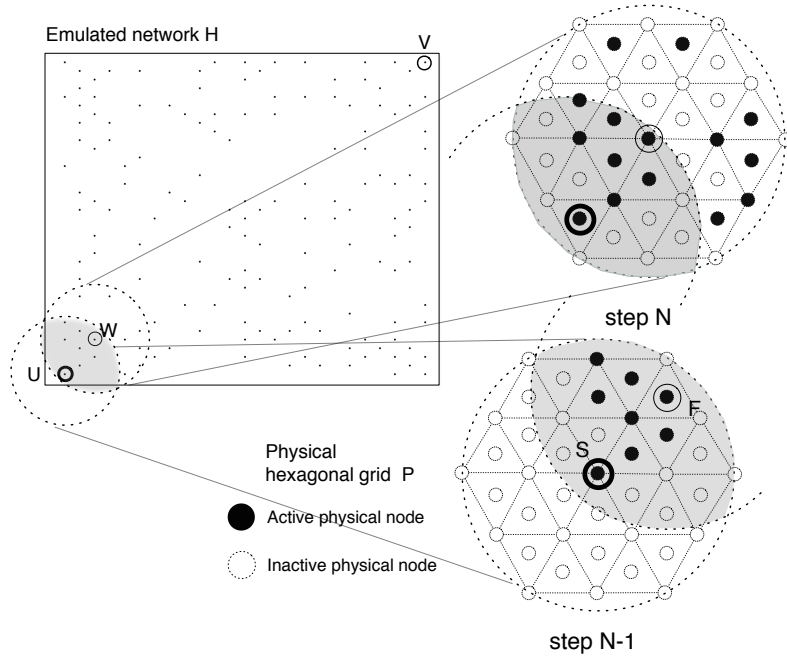 Emulated network H
V
W
U
step N
F
S
Physical
hexagonal grid P
Active physical node
Inactive physical node
step N-1